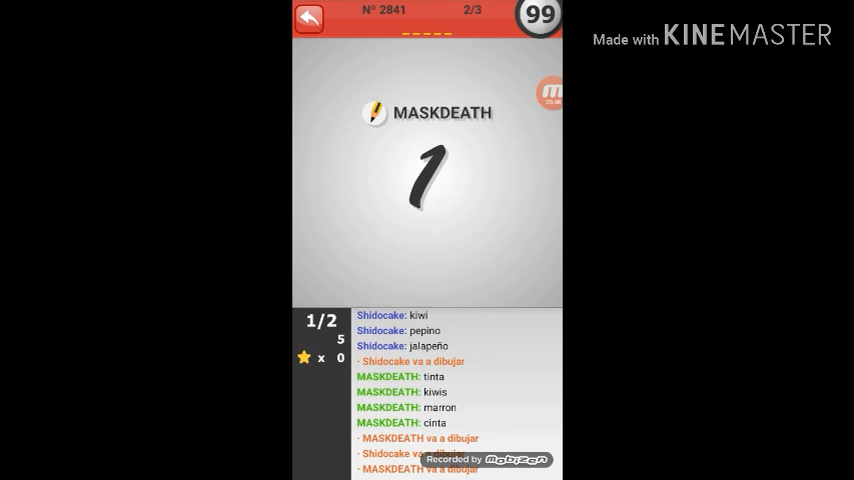 Nº 2841 2/3 99
Made with KINEMASTER
MASKDEATH
1
1/2
5
x 0
Shidocake: kiwi
Shidocake: pepino
Shidocake: jalapeño
- Shidocake va a dibujar
MASKDEATH: tinta
MASKDEATH: kiwis
MASKDEATH: marron
MASKDEATH: cinta
- MASKDEATH va a dibujar
- Shidocake va a
Recorded by mobizen
- MASKDEATH va a dibujar